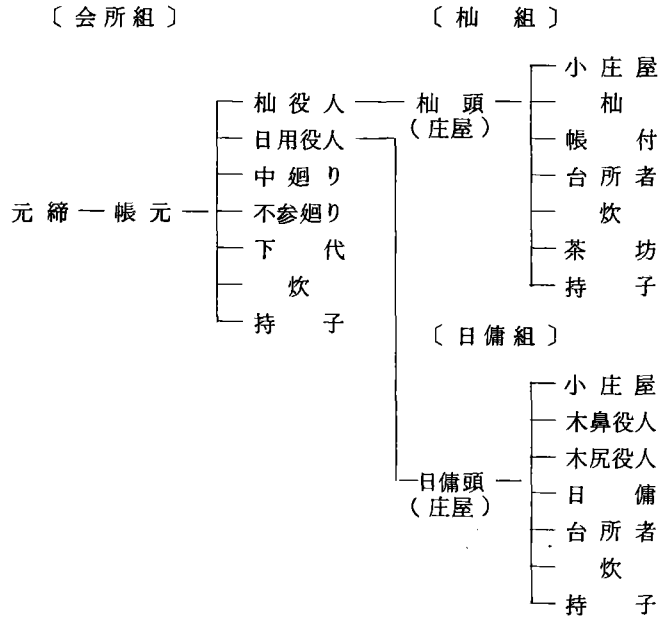 〔会所組〕
元締
帳元
杣役人
日用役人
中廻り
不参廻り
下代
炊
持子
〔杣組〕
杣頭
(庄屋)
小庄屋
杣
帳付
台所者
炊
茶坊
持子
〔日傭組〕
日傭頭
(庄屋)
小庄屋
木鼻役人
木尻役人
日傭
台所者
炊
持子